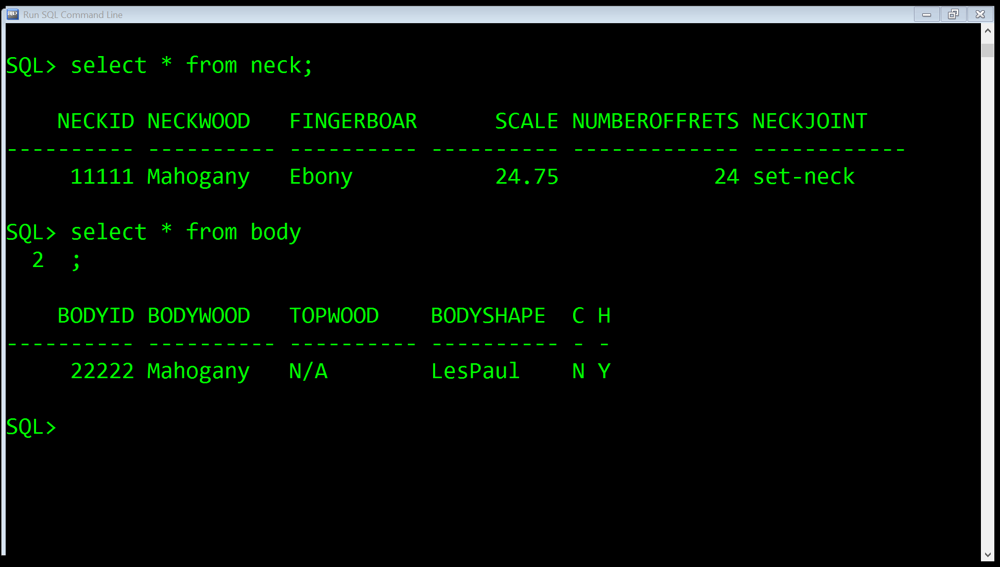 Run SQL Command Line
SQL> select * from neck;
NECKID NECKWOOD FINGERBOAR SCALE NUMBEROFFRETS NECKJOINT
---------- ---------- ---------- ---------- ------------- ------------
11111 Mahogany Ebony 24.75 24 set-neck
SQL> select * from body
2 ;
BODYID BODYWOOD TOPWOOD BODYSHAPE C H
---------- ---------- ---------- ---------- - -
22222 Mahogany N/A LesPaul N Y
SQL>